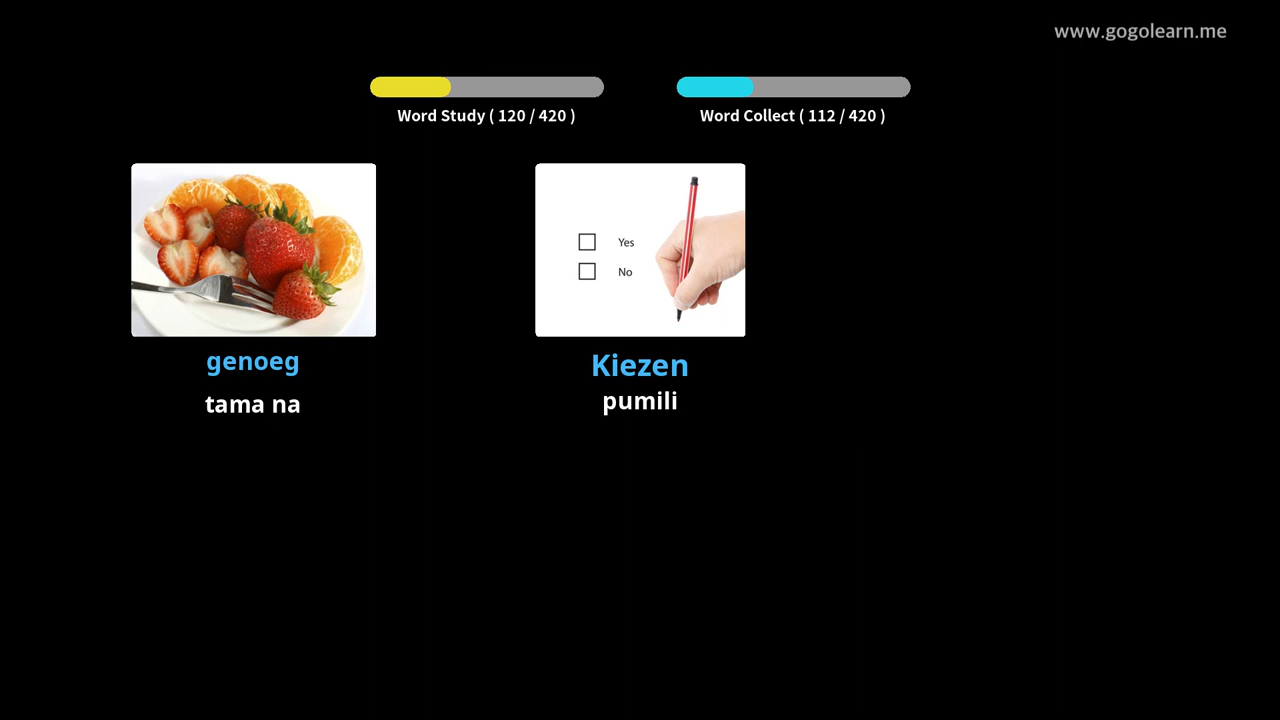 www.gogolearn.me
Word Study ( 120 / 420 )
Word Collect ( 112 / 420 )
Yes
No
genoeg
tama na
Kiezen
pumili